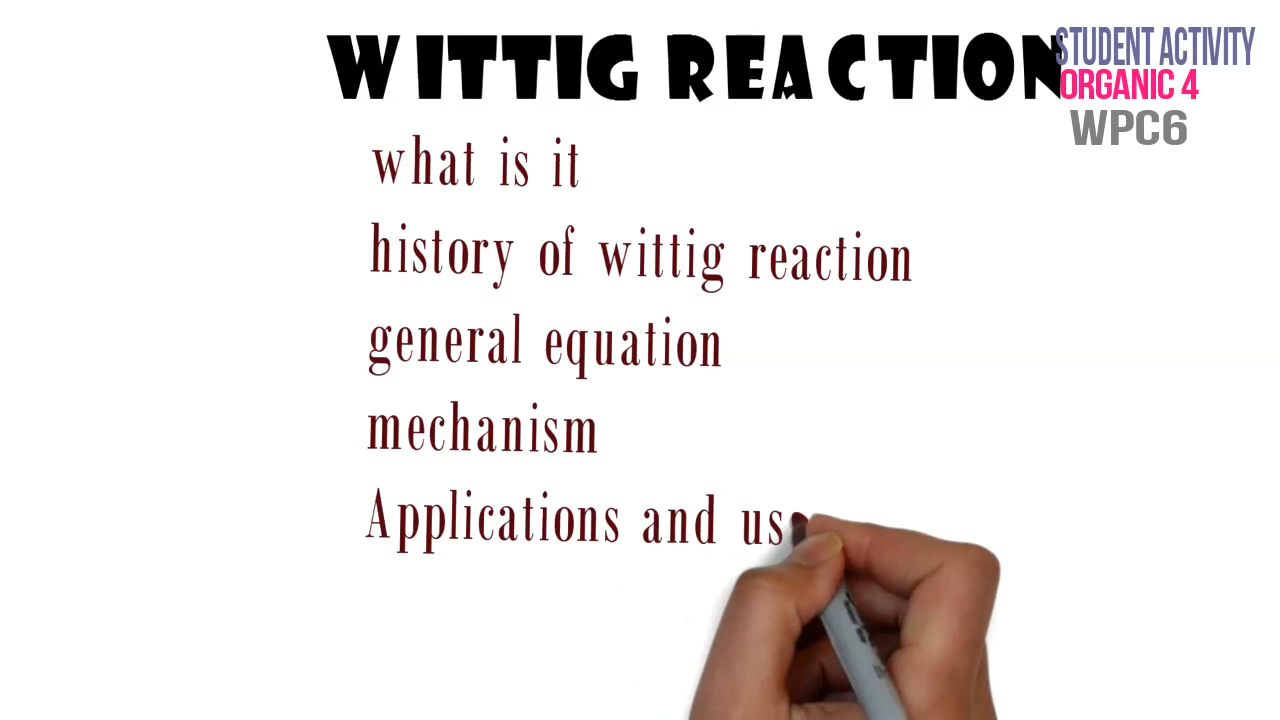 WITTIG REACTION
STUDENT ACTIVITY
ORGANIC 4
WPC6
what is it
history of wittig reaction
general equation
mechanism
Applications and us